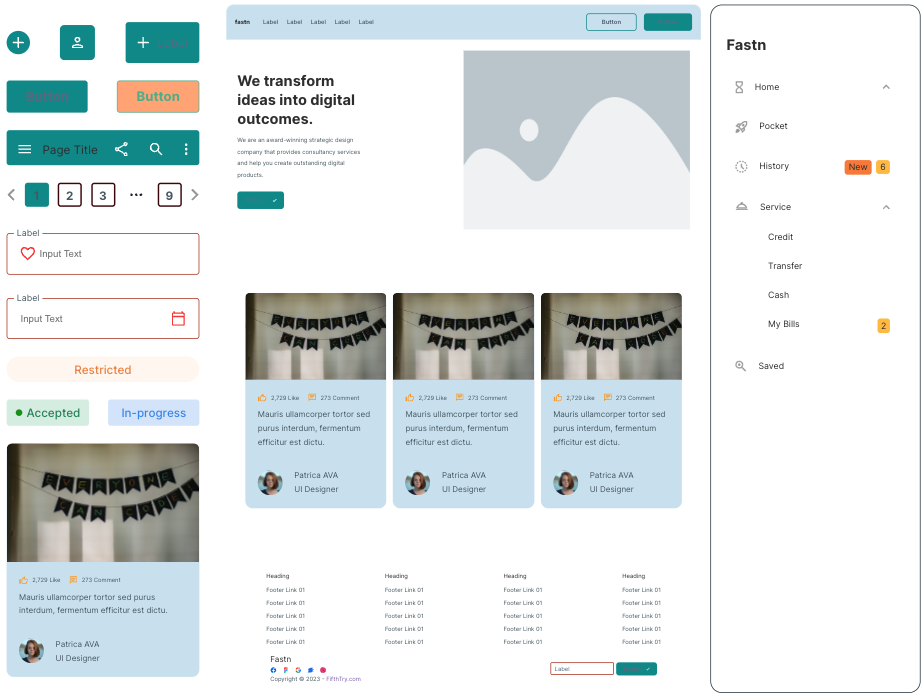 Label
Button
Button
Page Title
1
2
3
...
9
Label
Input Text
Label
Input Text
Restricted
Accepted
In-progress
EVERYONE
CAN CODE
2,729 Like
273 Comment
Mauris ullamcorper tortor sed purus
interdum, fermentum efficitur est dictu.
Patrica AVA
UI Designer
fastn
Label
Label
Label
Label
Label
Button
We transform
ideas into digital
outcomes.
We are an award-winning strategic design
company that provides consultancy services
and help you create outstanding digital
products.
2,729 Like
273 Comment
Mauris ullamcorper tortor sed
purus interdum, fermentum
efficitur est dictu.
Patrica AVA
UI Designer
2,729 Like
273 Comment
Mauris ullamcorper tortor sed
purus interdum, fermentum
efficitur est dictu.
Patrica AVA
UI Designer
2,729 Like
273 Comment
Mauris ullamcorper tortor sed
purus interdum, fermentum
efficitur est dictu.
Patrica AVA
UI Designer
Heading
Footer Link 01
Footer Link 01
Footer Link 01
Footer Link 01
Footer Link 01
Heading
Footer Link 01
Footer Link 01
Footer Link 01
Footer Link 01
Footer Link 01
Heading
Footer Link 01
Footer Link 01
Footer Link 01
Footer Link 01
Footer Link 01
Heading
Footer Link 01
Footer Link 01
Footer Link 01
Footer Link 01
Footer Link 01
Fastn
Copyright © 2023 - FifthTry.com
Label
Fastn
Home
Pocket
History
New
6
Service
Credit
Transfer
Cash
My Bills
2
Saved